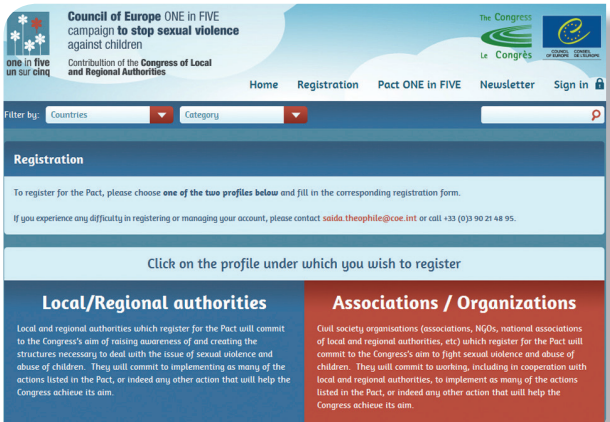 Council of Europe ONE in FIVE
campaign to stop sexual violence
against children
Contribultion of the Congress of Local
and Regional Authorities
one in five
un sur cinq
The Congress
Le Congrès
COUNCIL OF EUROPE
CONSEIL DE L'EUROPE
Home Registration Pact ONE in FIVE Newsletter Sign in
Filter by: Countries Category
Registration
To register for the Pact, please choose one of the two profiles below and fill in the corresponding registration form.
If you experience any difficulty in registering or managing your account, please contact saida.theophile@coe.int or call +33 (0)3 90 21 48 95.
Click on the profile under which you wish to register
Local/Regional authorities
Local and regional authorities which register for the Pact will commit
to the Congress's aim of raising awareness of and creating the
structures necessary to deal with the issue of sexual violence and
abuse of children. They will commit to implementing as many of the
actions listed in the Pact, or indeed any other action that will help the
Congress achieve its aim.
Associations / Organizations
Civil society organisations (associations, NGOs, national associations
of local and regional authorities, etc) which register for the Pact will
commit to the Congress's aim to fight sexual violence and abuse of
children. They will commit to working, including in cooperation with
local and regional authorities, to implement as many of the actions
listed in the Pact, or indeed any other action that will help the
Congress achieve its aim.